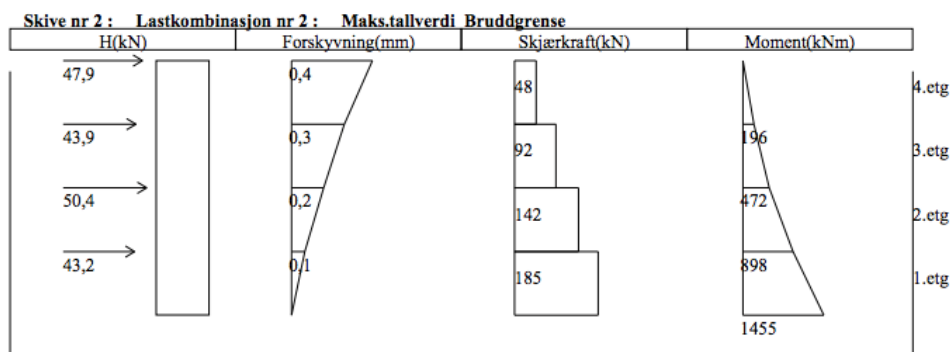 Skive nr 2 : Lastkombinasjon nr 2 : Maks.tallverdi Bruddgrense
H(kN) Forskyvning(mm) Skjærkraft(kN) Moment(kNm)
47,9 0,4 48 4.etg
43,9 0,3 92 196 3.etg
50,4 0,2 142 472 2.etg
43,2 0,1 185 898 1.etg
1455